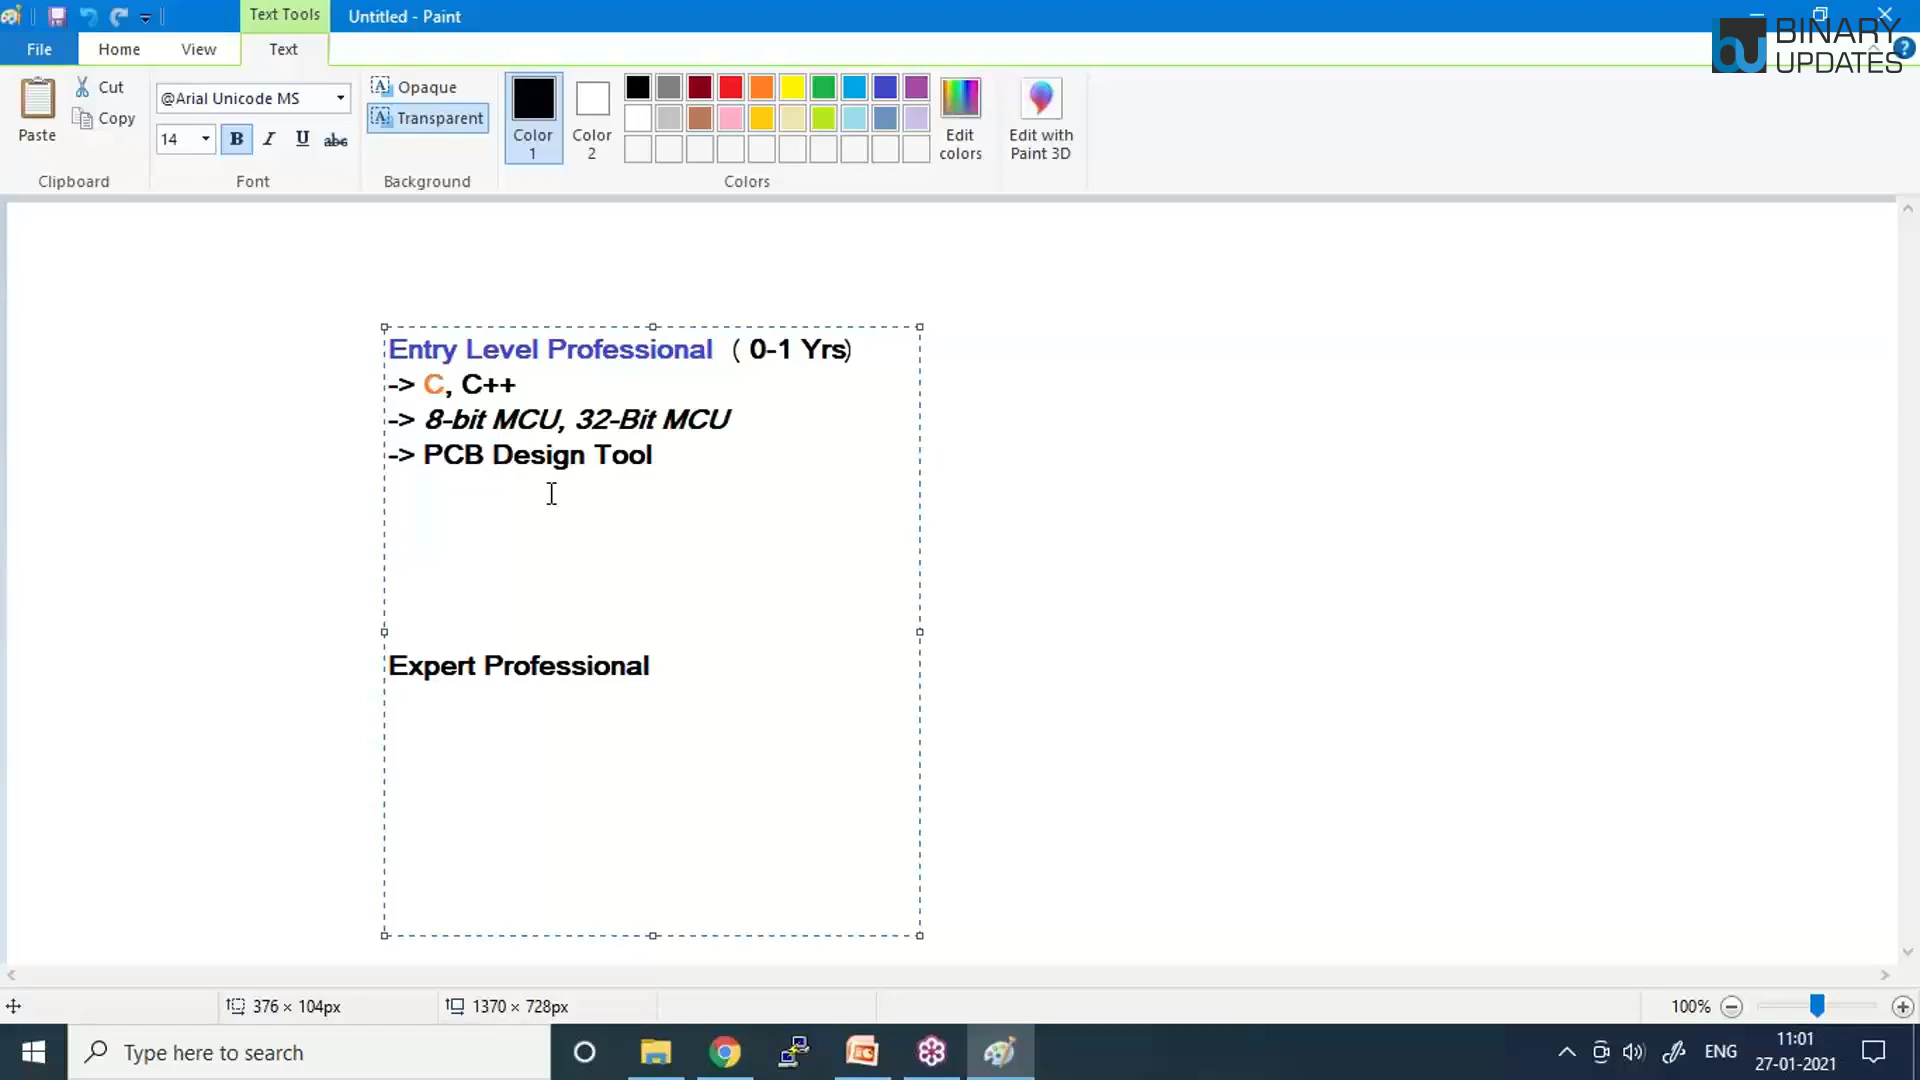 Text Tools
Untitled - Paint
BINARY
UPDATES
File
Home
View
Text
Paste
Cut
Copy
Clipboard
@Arial Unicode MS
14
B
I
U
abc
Font
Opaque
Transparent
Background
Color
1
Color
2
Colors
Edit
colors
Edit with
Paint 3D
Entry Level Professional ( 0-1 Yrs)
-> C, C++
-> 8-bit MCU, 32-Bit MCU
-> PCB Design Tool
Expert Professional
376 × 104px
1370 × 728px
100%
Type here to search
ENG
11:01
27-01-2021